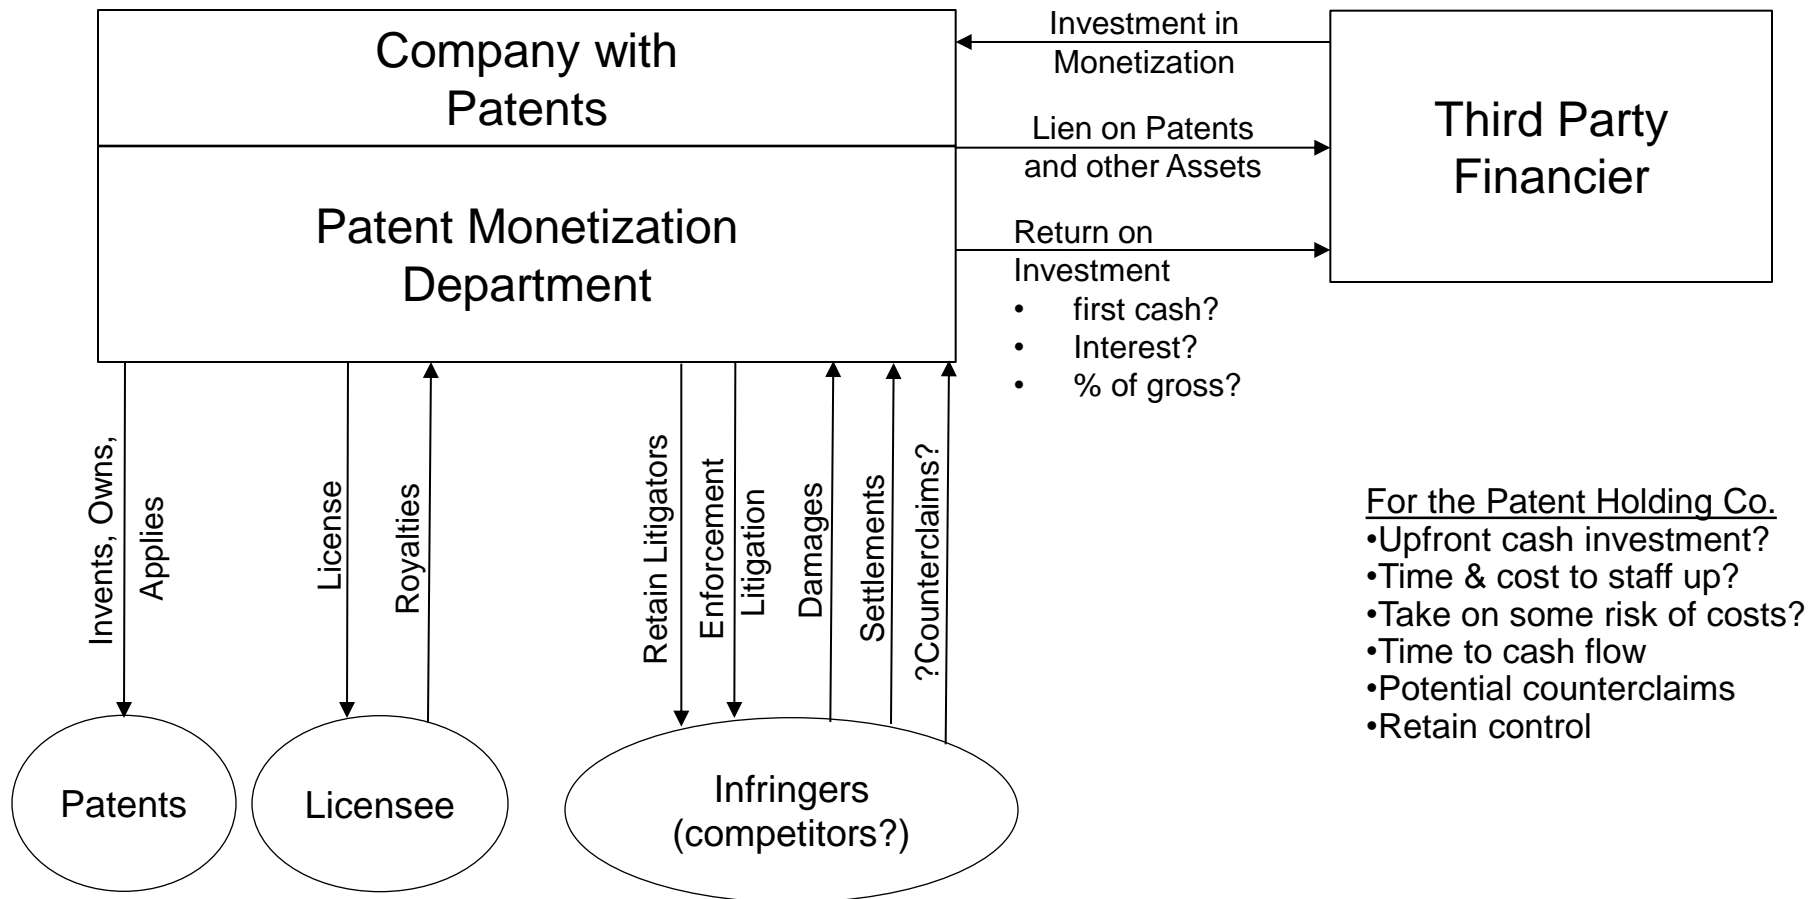 Company with
Patents
Patent Monetization
Department
Investment in
Monetization
Lien on Patents
and other Assets
Return on
Investment
• first cash?
• Interest?
• % of gross?
Third Party
Financier
Invents, Owns,
Applies
License
Royalties
Retain Litigators
Enforcement
Litigation
Damages
Settlements
?Counterclaims?
Patents
Licensee
Infringers
(competitors?)
For the Patent Holding Co.
•Upfront cash investment?
•Time & cost to staff up?
•Take on some risk of costs?
•Time to cash flow
•Potential counterclaims
•Retain control